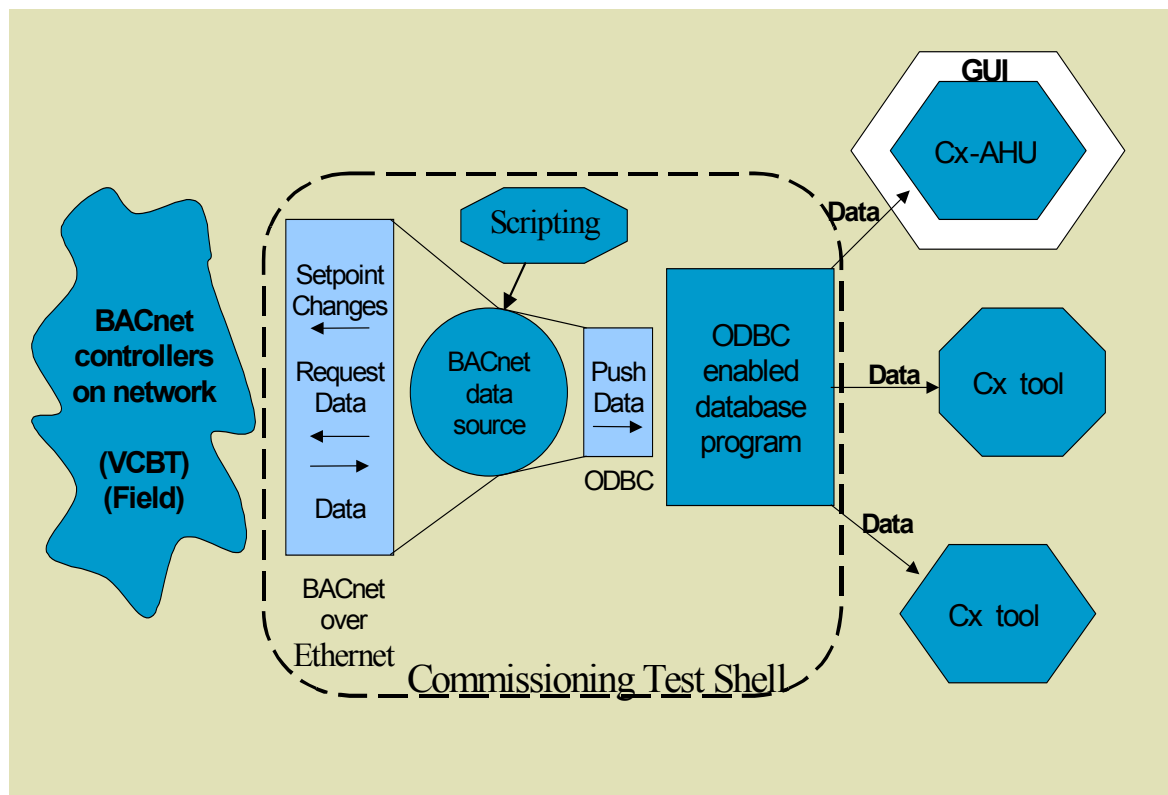 BACnet
controllers
on network
(VCBT)
(Field)
Setpoint
Changes
Request
Data
Data
BACnet
over
Ethernet
Scripting
BACnet
data
source
Push
Data
ODBC
ODBC
enabled
database
program
Commissioning Test Shell
Data
GUI
Cx-AHU
Data
Cx tool
Data
Cx tool